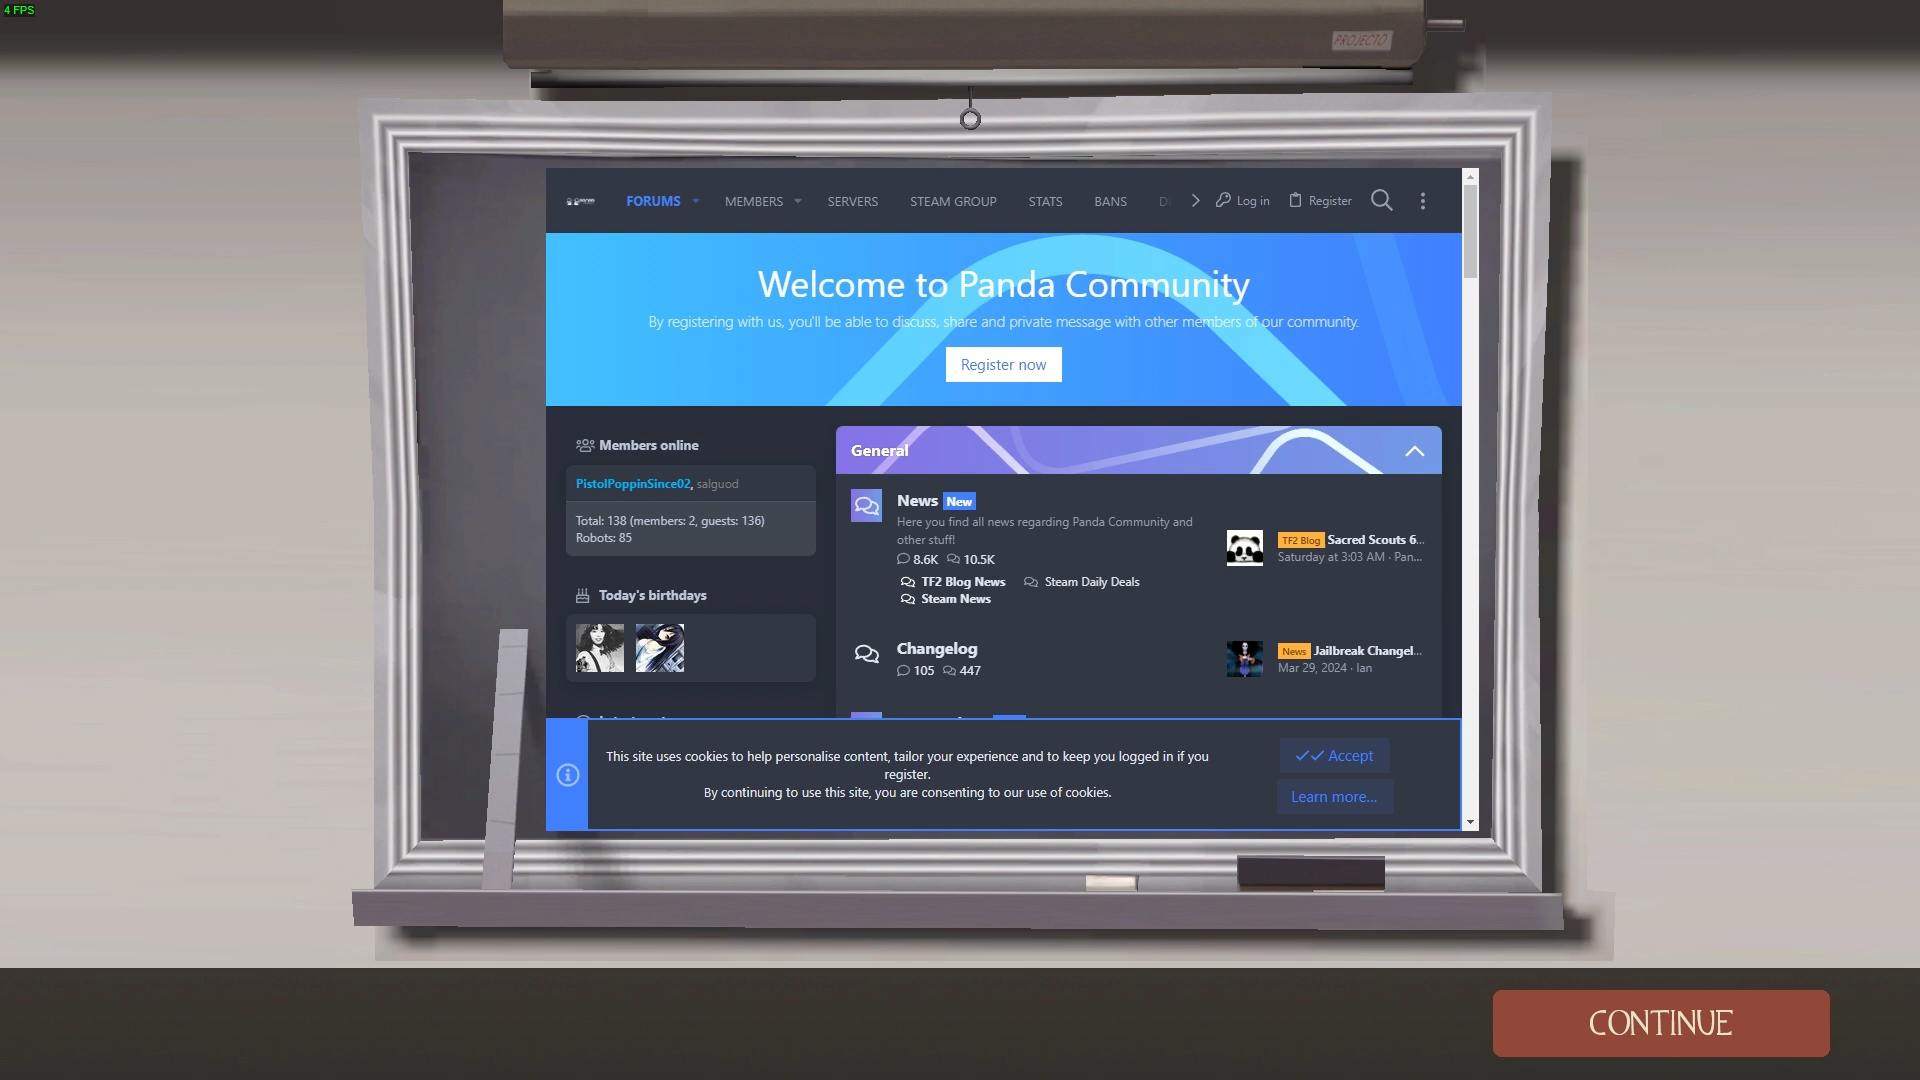 4 FPS
PROJECTO
FORUMS
MEMBERS
SERVERS
STEAM GROUP
STATS
BANS
Log in
Register
Welcome to Panda Community
By registering with us, you'll be able to discuss, share and private message with other members of our community.
Register now
Members online
PistolPoppinSince02, salguod
Total: 138 (members: 2, guests: 136)
Robots: 85
Today's birthdays
General
News New
Here you find all news regarding Panda Community and
other stuff!
8.6K 10.5K
TF2 Blog News Steam Daily Deals
Steam News
TF2 Blog Sacred Scouts 6...
Saturday at 3:03 AM · Pan...
Changelog
105 447
News Jailbreak Changel...
Mar 29, 2024 · Ian
This site uses cookies to help personalise content, tailor your experience and to keep you logged in if you
register.
By continuing to use this site, you are consenting to our use of cookies.
Accept
Learn more...
CONTINUE